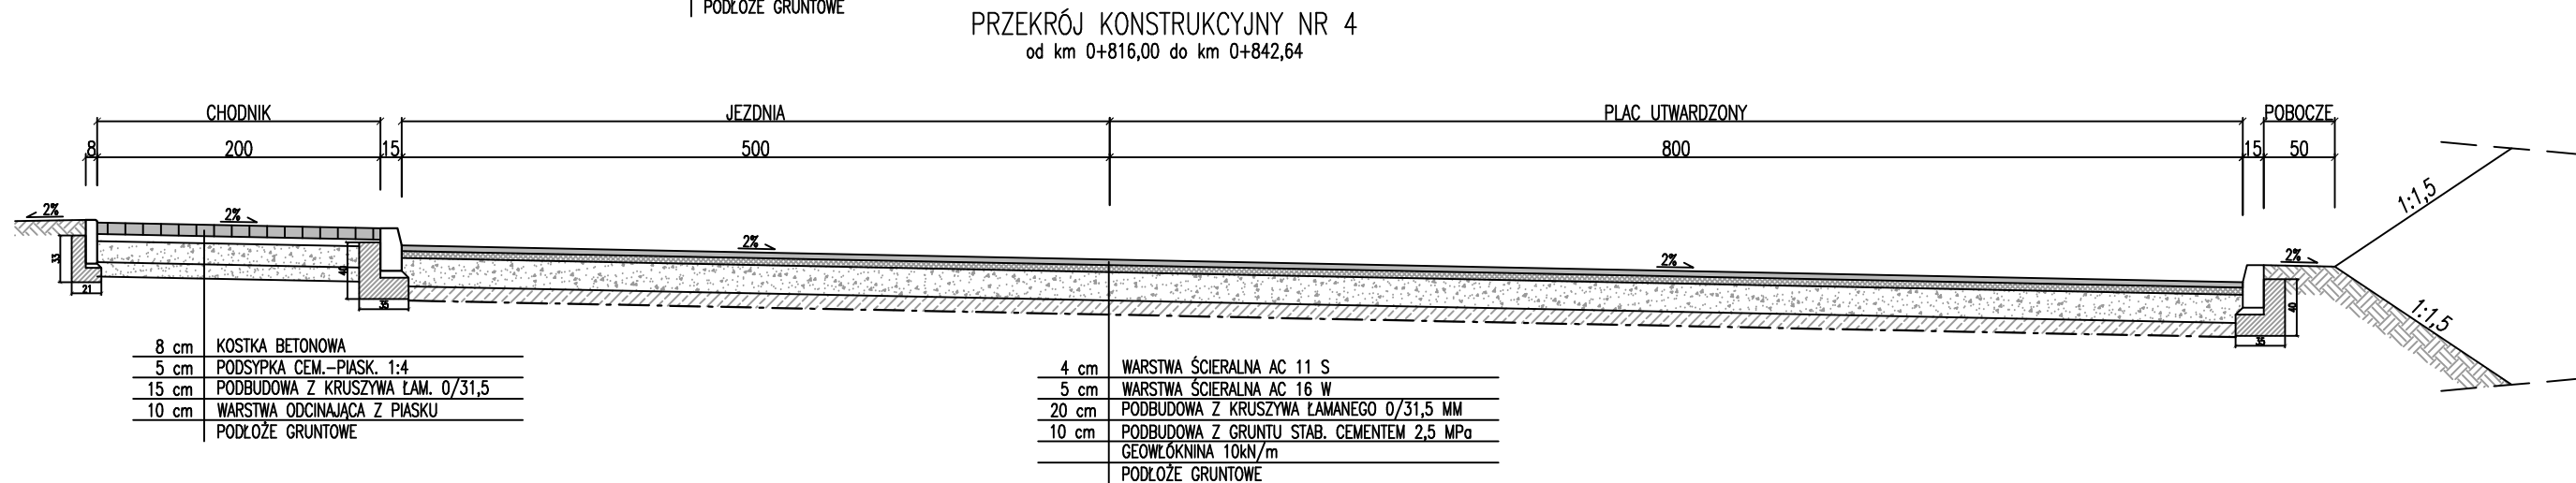 PODŁOŻE GRUNTOWE
PRZEKRÓJ KONSTRUKCYJNY NR 4
od km 0+816,00 do km 0+842,64
CHODNIK JEZDNIA PLAC UTWARDZONY POBOCZE
8 200 15 500 800 15 50
1:1,5
2% 2% 2% 2% 2%
33 21 40 35 40 35
1:1,5
8 cm KOSTKA BETONOWA
5 cm PODSYPKA CEM.-PIASK. 1:4
15 cm PODBUDOWA Z KRUSZYWA ŁAM. 0/31,5
10 cm WARSTWA ODCINAJĄCA Z PIASKU
PODŁOŻE GRUNTOWE
4 cm WARSTWA ŚCIERALNA AC 11 S
5 cm WARSTWA ŚCIERALNA AC 16 W
20 cm PODBUDOWA Z KRUSZYWA ŁAMANEGO 0/31,5 MM
10 cm PODBUDOWA Z GRUNTU STAB. CEMENTEM 2,5 MPa
GEOWŁÓKNINA 10kN/m
PODŁOŻE GRUNTOWE